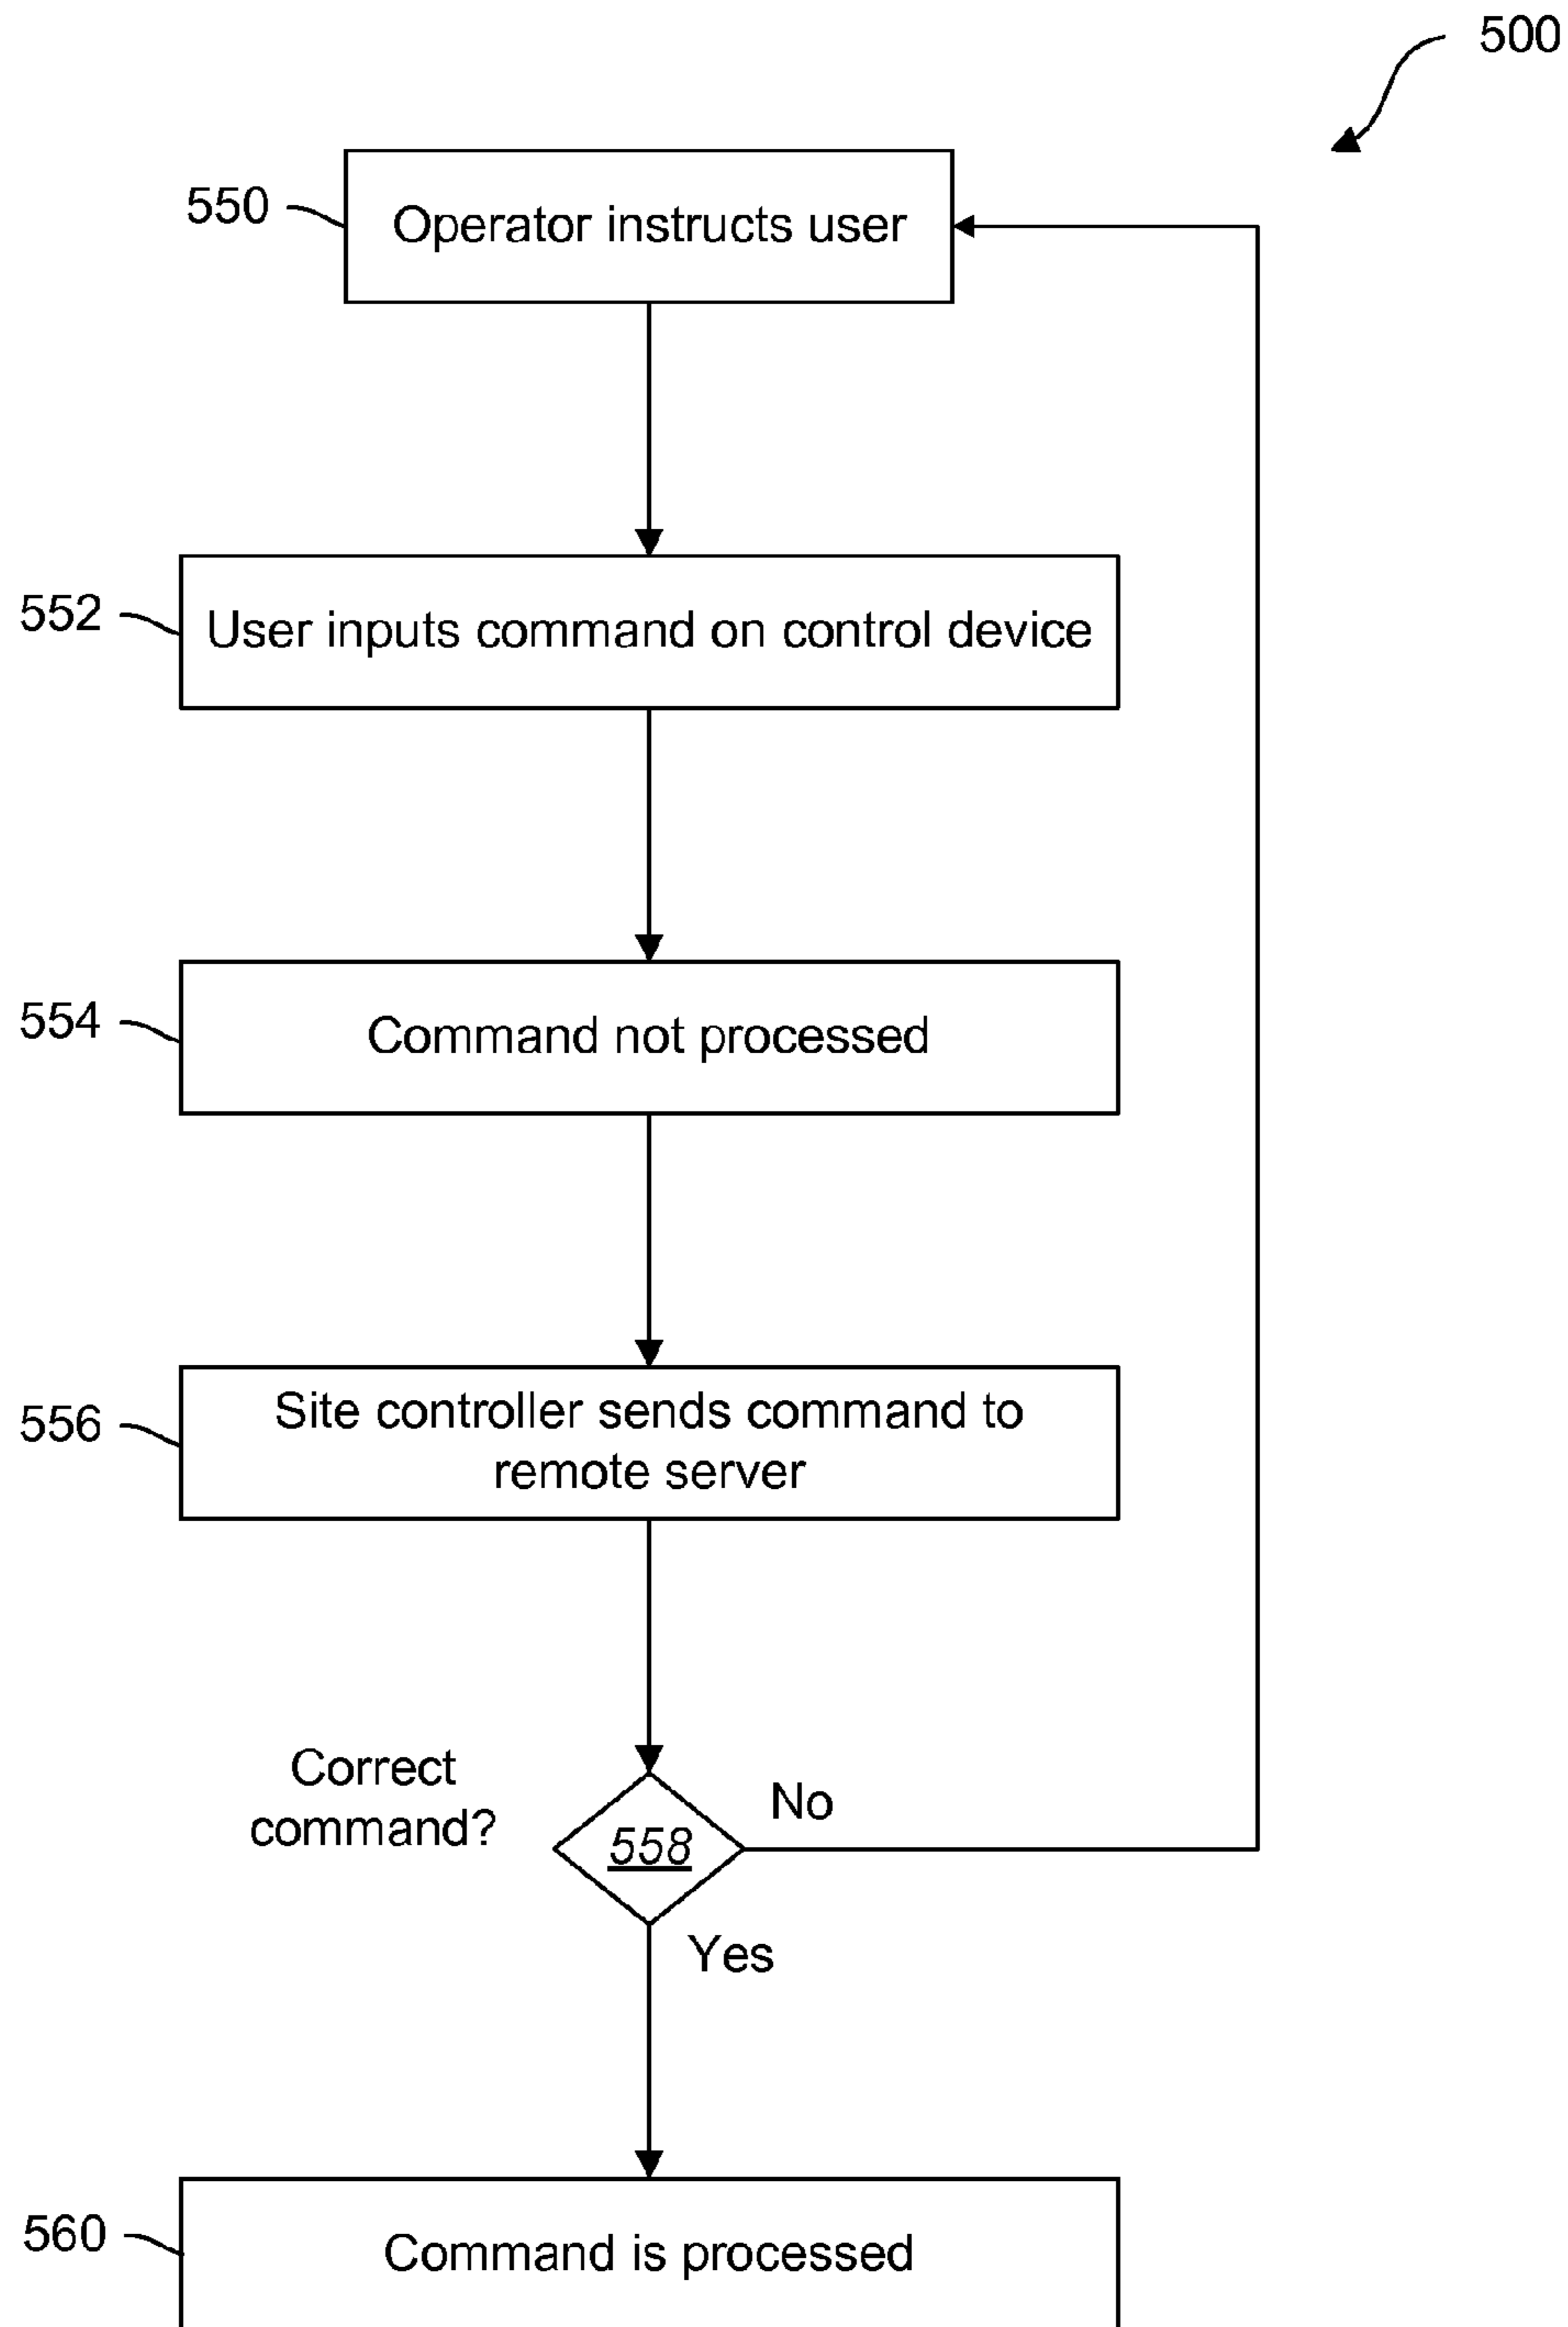 500
550
Operator instructs user
552
User inputs command on control device
554
Command not processed
556
Site controller sends command to
remote server
Correct
command?
558
No
Yes
560
Command is processed